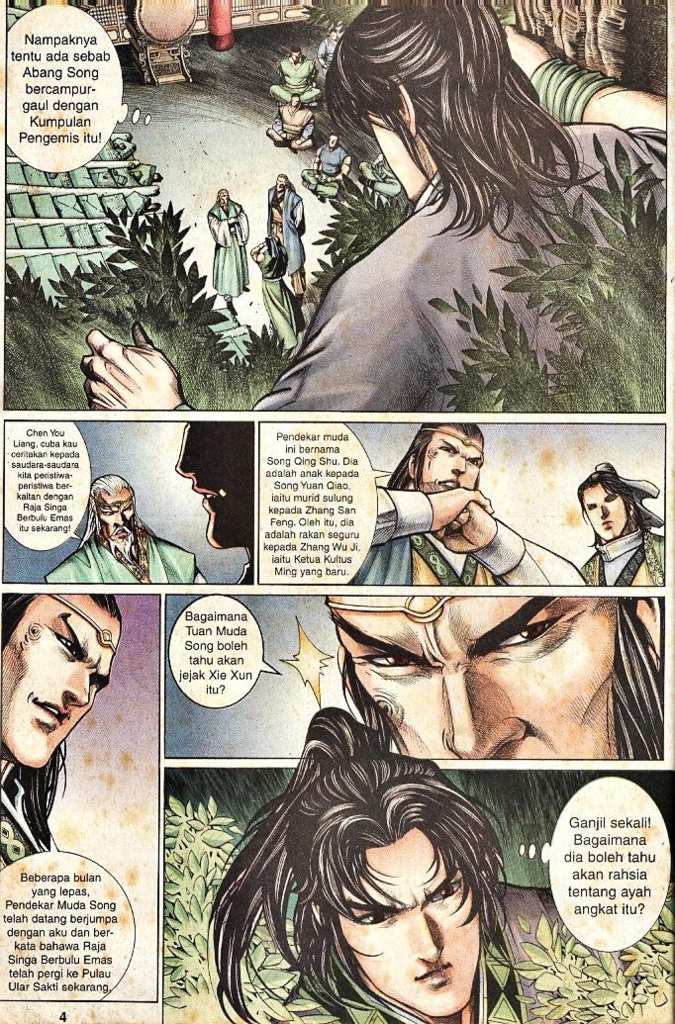 Nampaknya
tentu ada sebab
Abang Song
bercampur-
gaul dengan
Kumpulan
Pengemis itu!
Chen You
Liang, cuba kau
ceritakan kepada
saudara-saudara
kita peristiwa-
peristiwa ber-
kaitan dengan
Raja Singa
Berbulu Emas
itu sekarang!
Pendekar muda
ini bernama
Song Qing Shu. Dia
adalah anak kepada
Song Yuan Qiao,
iaitu murid sulung
kepada Zhang San
Feng. Oleh itu, dia
adalah rakan seguru
kepada Zhang Wu Ji,
iaitu Ketua Kultus
Ming yang baru.
Beberapa bulan
yang lepas,
Pendekar Muda Song
telah datang berjumpa
dengan aku dan ber-
kata bahawa Raja
Singa Berbulu Emas
telah pergi ke Pulau
Ular Sakti sekarang.
Bagaimana
Tuan Muda
Song boleh
tahu akan
jejak Xie Xun
itu?
Ganjil sekali!
Bagaimana
dia boleh tahu
akan rahsia
tentang ayah
angkat itu?
4